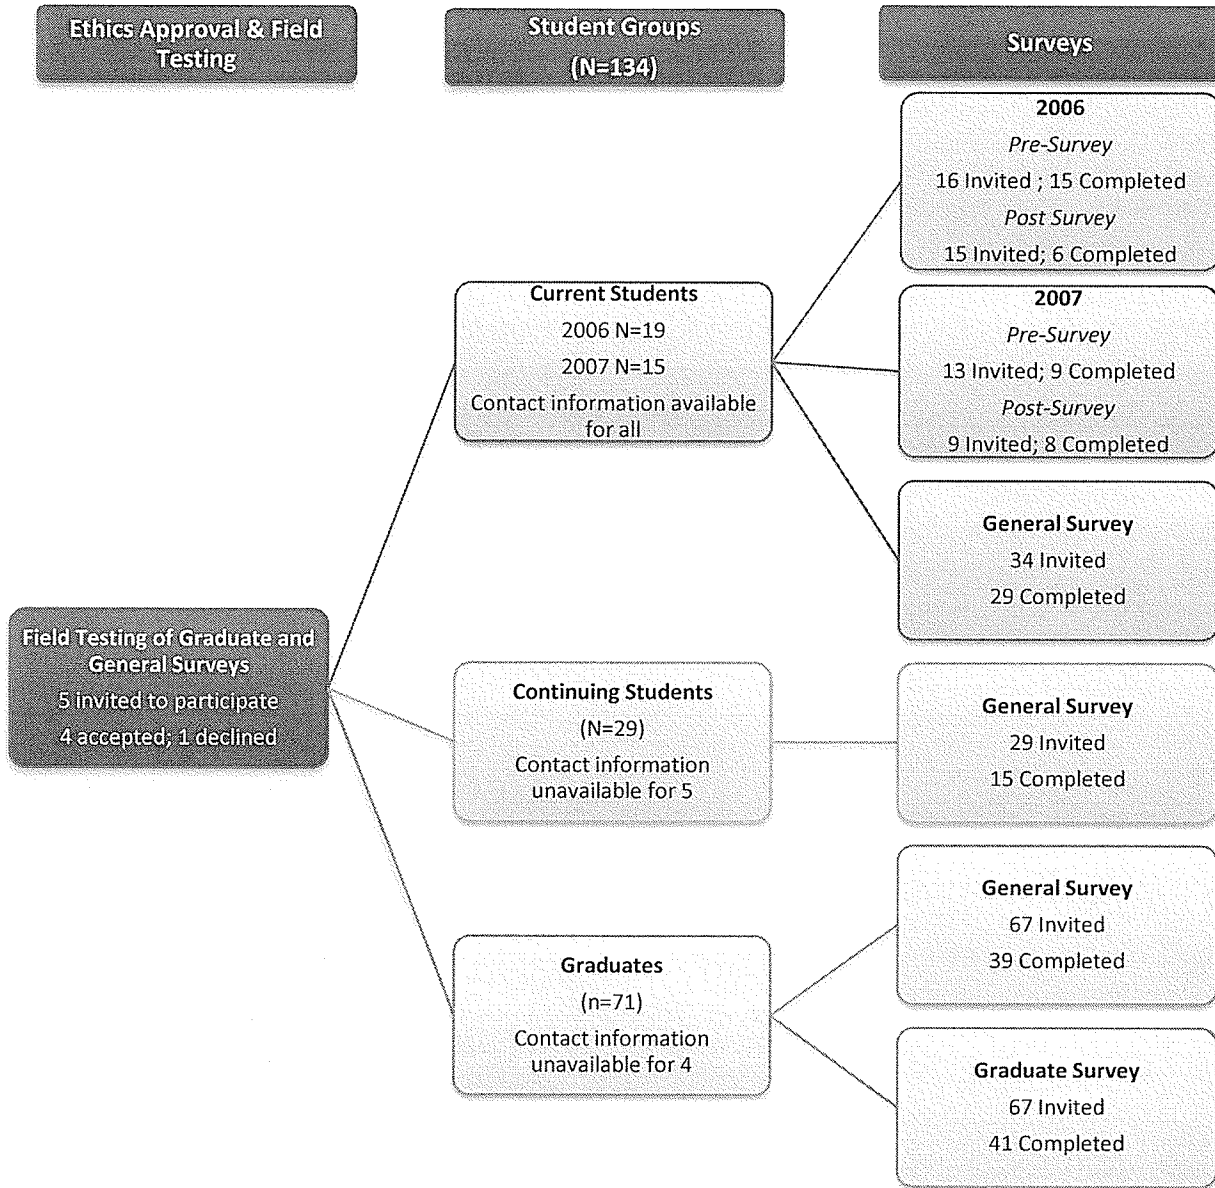 Ethics Approval & Field
Testing
Student Groups
(N=134)
Surveys
Field Testing of Graduate and
General Surveys
5 invited to participate
4 accepted; 1 declined
Current Students
2006 N=19
2007 N=15
Contact information available
for all
Continuing Students
(N=29)
Contact information
unavailable for 5
Graduates
(n=71)
Contact information
unavailable for 4
2006
Pre-Survey
16 Invited ; 15 Completed
Post Survey
15 Invited; 6 Completed
2007
Pre-Survey
13 Invited; 9 Completed
Post-Survey
9 Invited; 8 Completed
General Survey
34 Invited
29 Completed
General Survey
29 Invited
15 Completed
General Survey
67 Invited
39 Completed
Graduate Survey
67 Invited
41 Completed